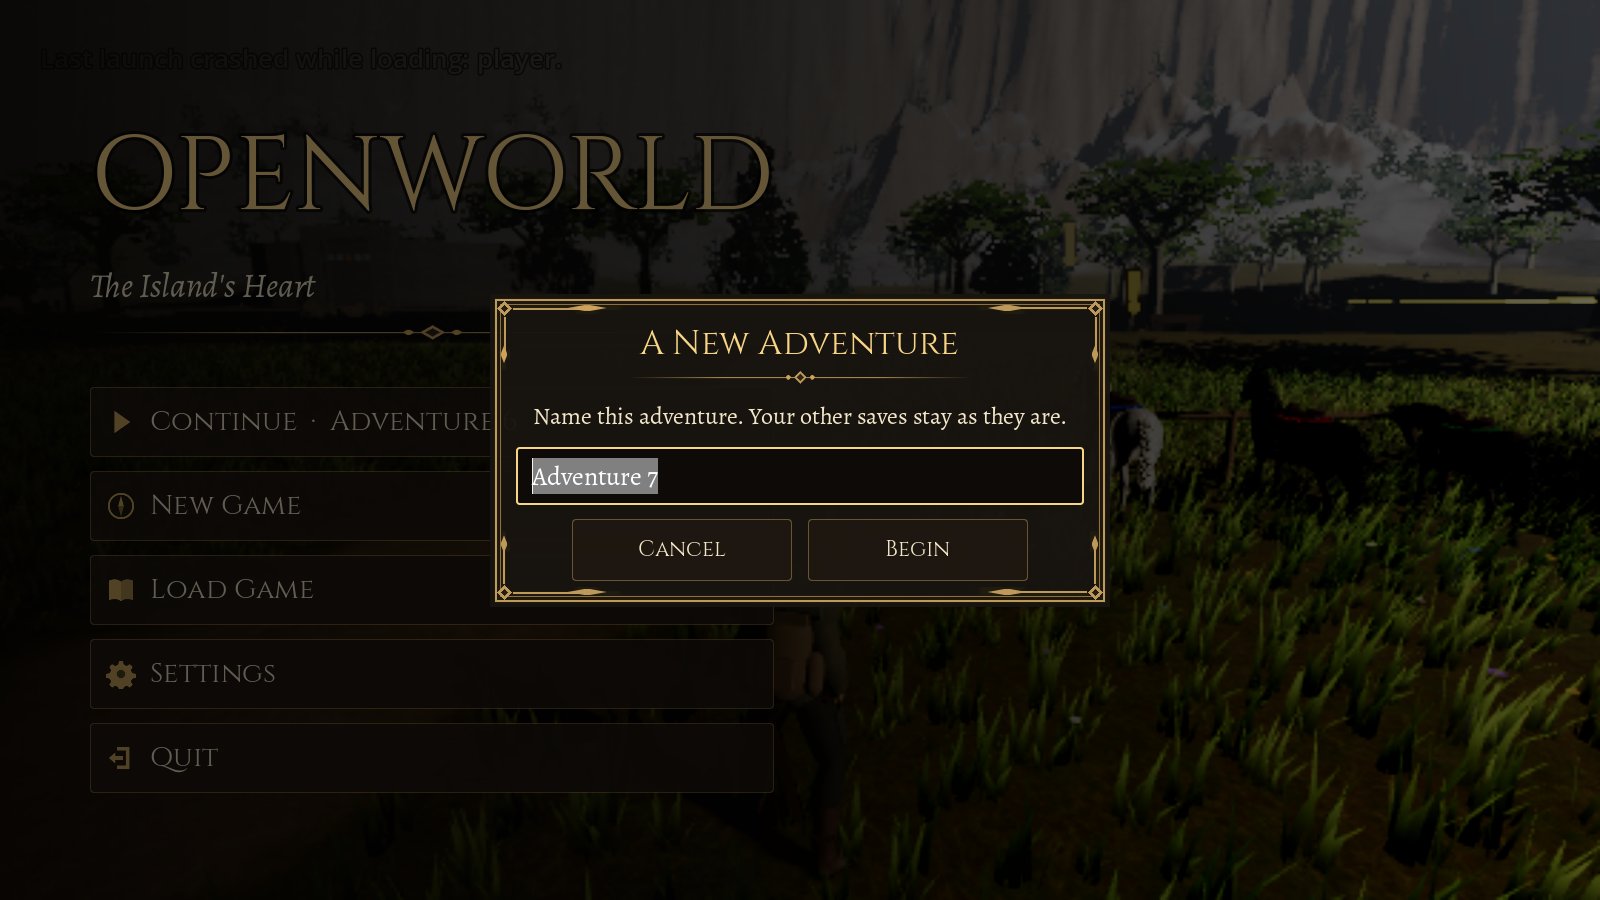 Last launch crashed while loading: player.
OPENWORLD
The Island's Heart
CONTINUE · ADVENTURE 6
NEW GAME
LOAD GAME
SETTINGS
QUIT
A NEW ADVENTURE
Name this adventure. Your other saves stay as they are.
Adventure 7
CANCEL
BEGIN